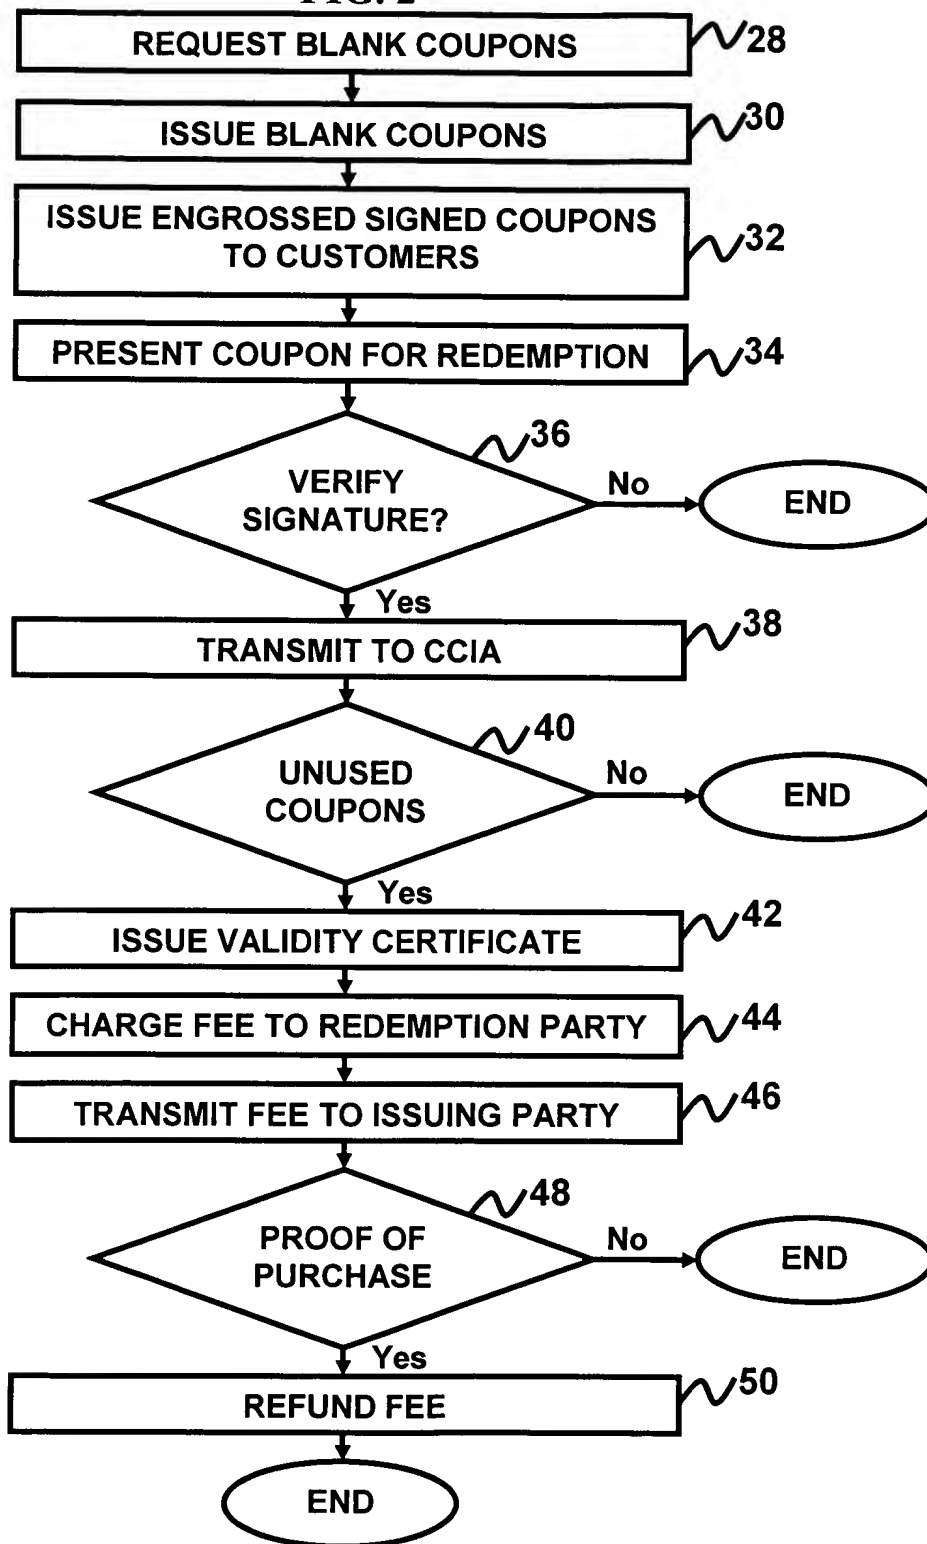 FIG. 2
REQUEST BLANK COUPONS
28
ISSUE BLANK COUPONS
30
ISSUE ENGROSSED SIGNED COUPONS
TO CUSTOMERS
32
PRESENT COUPON FOR REDEMPTION
34
36
VERIFY
SIGNATURE?
No
END
Yes
TRANSMIT TO CCIA
38
40
UNUSED
COUPONS
No
END
Yes
ISSUE VALIDITY CERTIFICATE
42
CHARGE FEE TO REDEMPTION PARTY
44
TRANSMIT FEE TO ISSUING PARTY
46
48
PROOF OF
PURCHASE
No
END
Yes
REFUND FEE
50
END